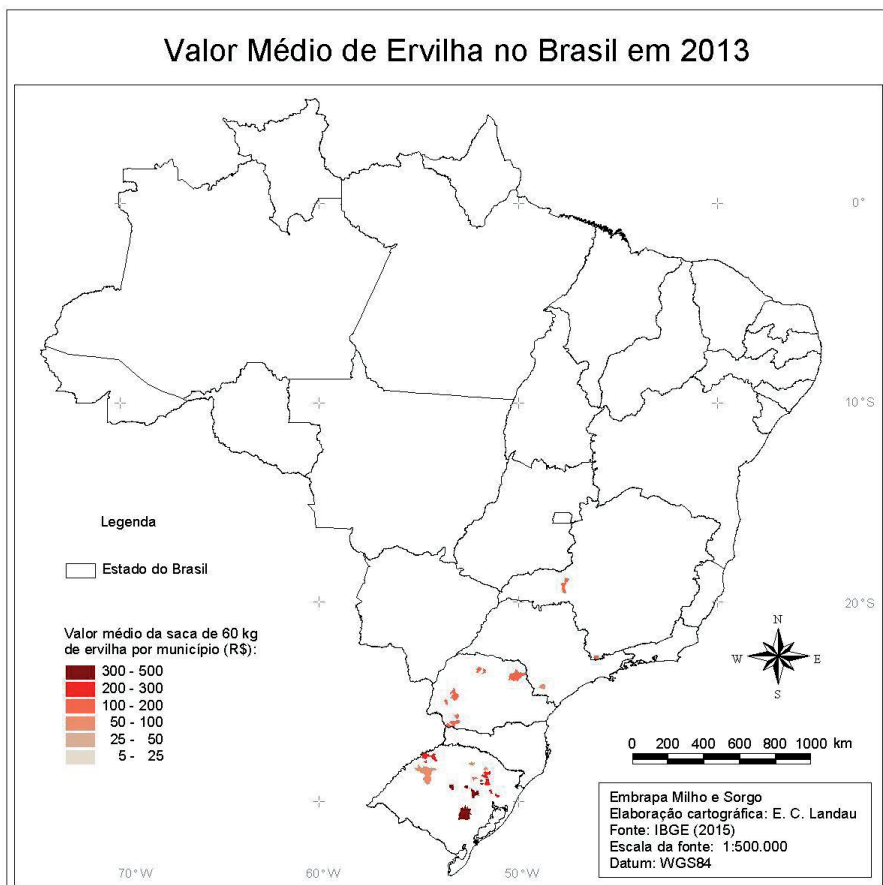 Valor Médio de Ervilha no Brasil em 2013
0°
10°S
20°S
Legenda
Estado do Brasil
Valor médio da saca de 60 kg
de ervilha por município (R$):
300 - 500
200 - 300
100 - 200
50 - 100
25 - 50
5 - 25
N
W E
S
0 200 400 600 800 1000 km
Embrapa Milho e Sorgo
Elaboração cartográfica: E. C. Landau
Fonte: IBGE (2015)
Escala da fonte: 1:500.000
Datum: WGS84
70°W 60°W 50°W